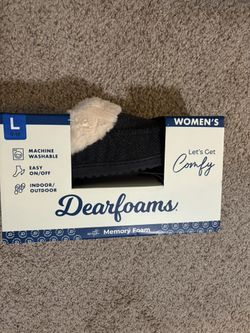 L
WOMEN'S
MACHINE
WASHABLE
EASY
ON/OFF
INDOOR/
OUTDOOR
Let's Get
Comfy
Dearfoams
Memory Foam